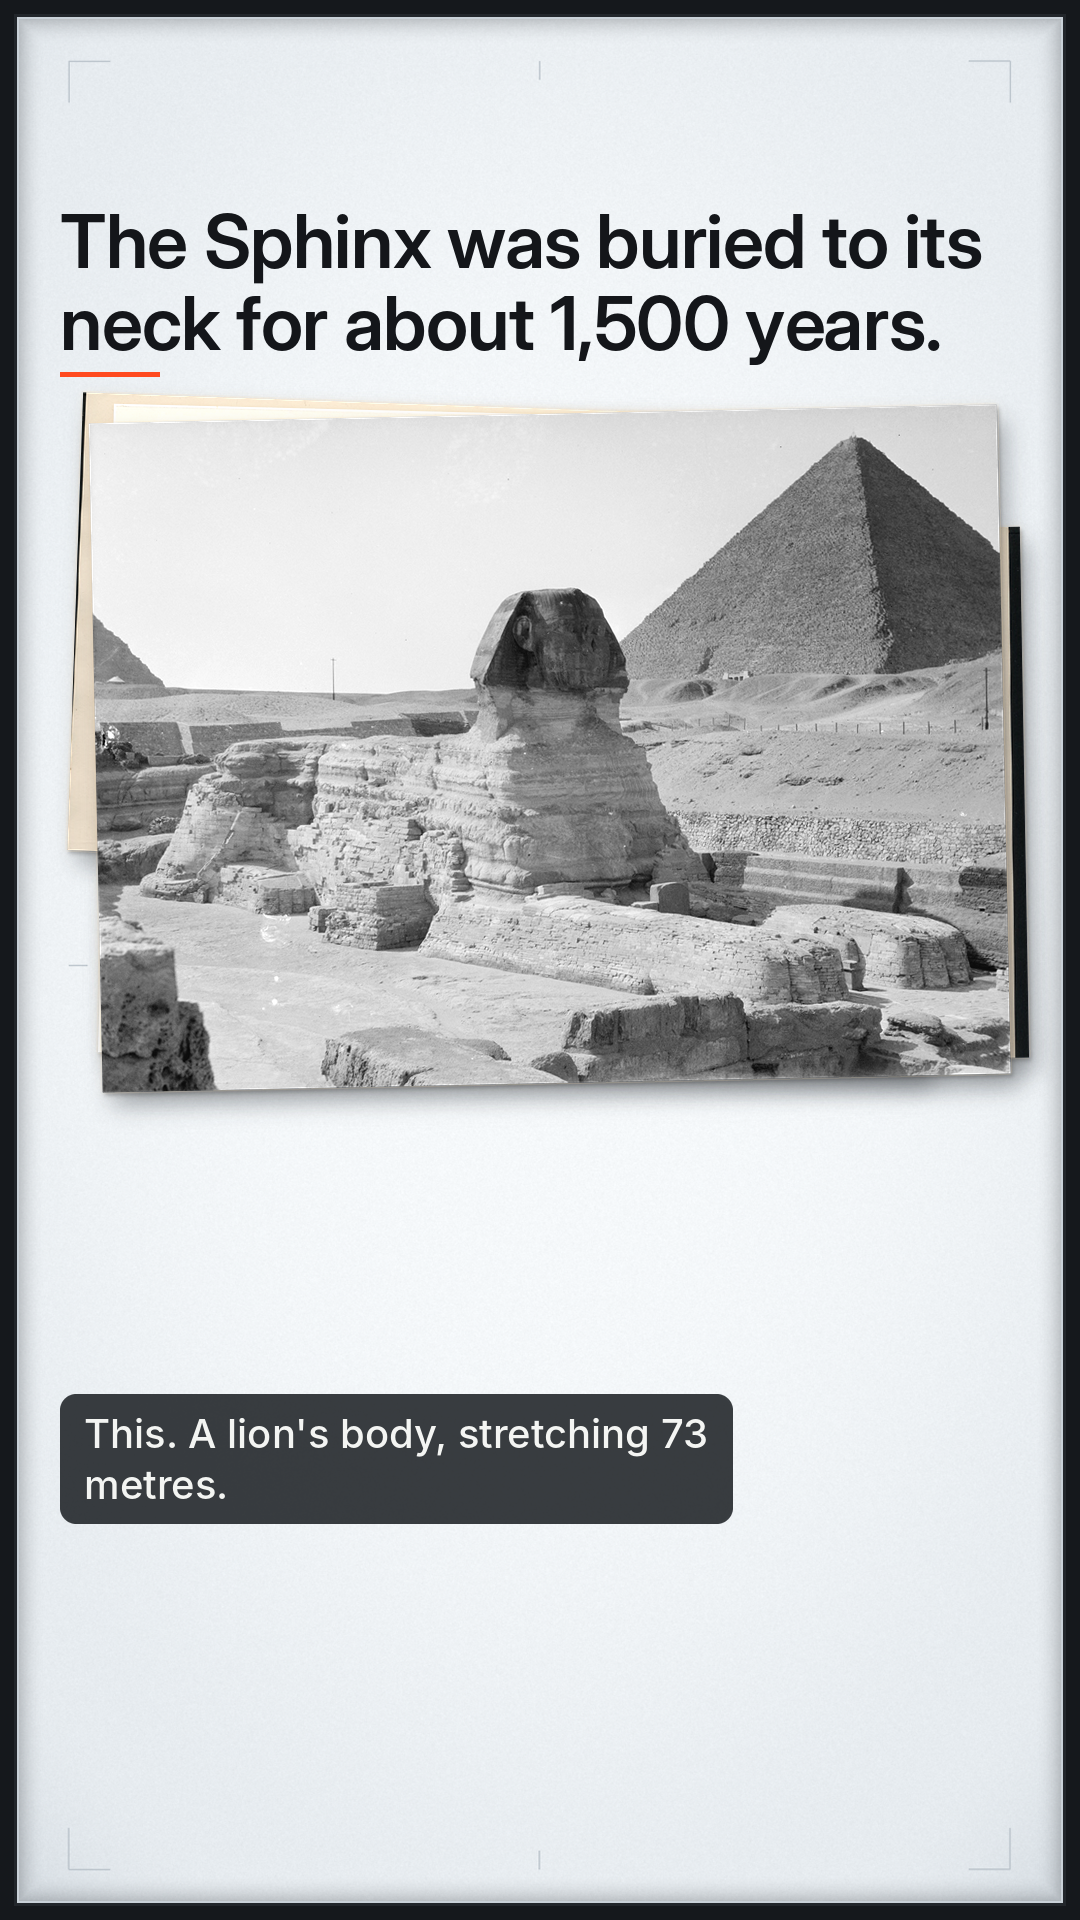 The Sphinx was buried to its
neck for about 1,500 years.
This. A lion's body, stretching 73
metres.